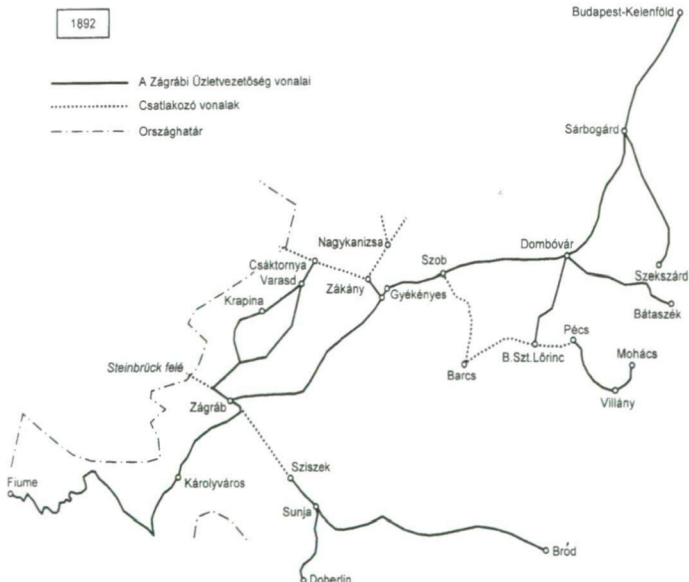 1892
Budapest-Kelenföld
A Zágrábi Üzletvezetőség vonalai
Csatlakozó vonalak
Országhatár
Sárbogárd
Nagykanizsa
Dombóvár
Szob
Csáktornya
Varasd
Zákány
Gyékényes
Szekszárd
Krapina
Bátaszék
Pécs
Mohács
B.Szt.Lőrinc
Steinbrück felé
Barcs
Villány
Zágráb
Fiume
Károlyváros
Sziszek
Sunja
Bród
Doberlin